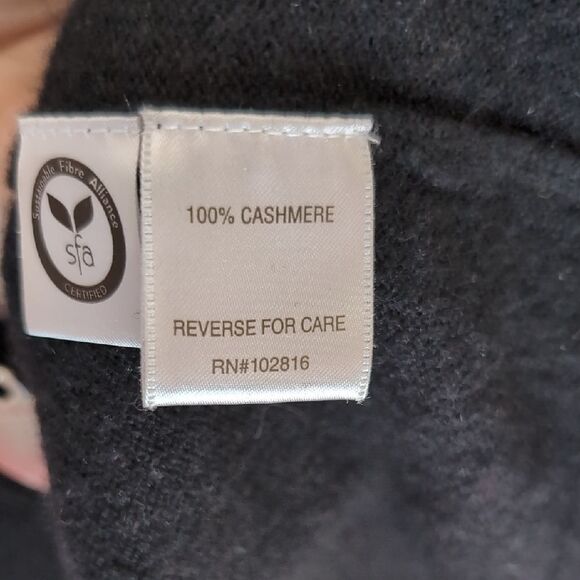 Sustainable Fibre Alliance
sfa
CERTIFIED
100% CASHMERE
REVERSE FOR CARE
RN#102816